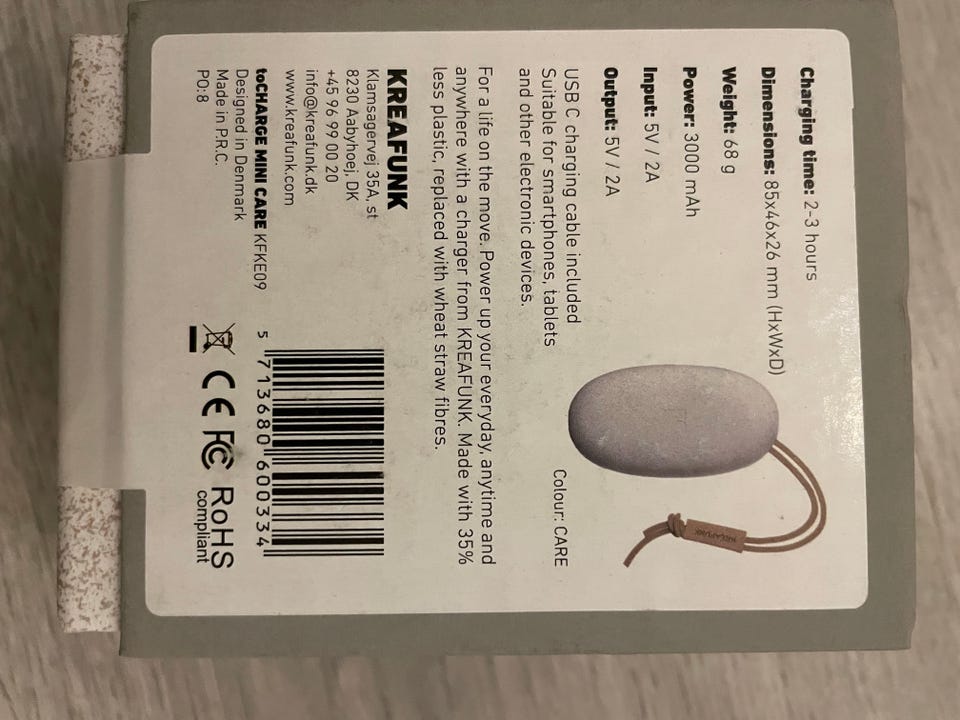 Charging time: 2-3 hours
Dimensions: 85x46x26 mm (HxWxD)
Weight: 68 g
Power: 3000 mAh
Input: 5V / 2A
Output: 5V / 2A
USB C charging cable included
Suitable for smartphones, tablets
and other electronic devices.
Colour: CARE
KREAFUNK
For a life on the move. Power up your everyday, anytime and
anywhere with a charger from KREAFUNK. Made with 35%
less plastic, replaced with wheat straw fibres.
KREAFUNK
Klamsagervej 35A, st
8230 Aabyhoej, DK
+45 96 99 00 20
info@kreafunk.dk
www.kreafunk.com
toCHARGE MINI CARE KFKE09
Designed in Denmark
Made in P.R.C.
PO:8
5 713680 600334
CE FC RoHS
compliant